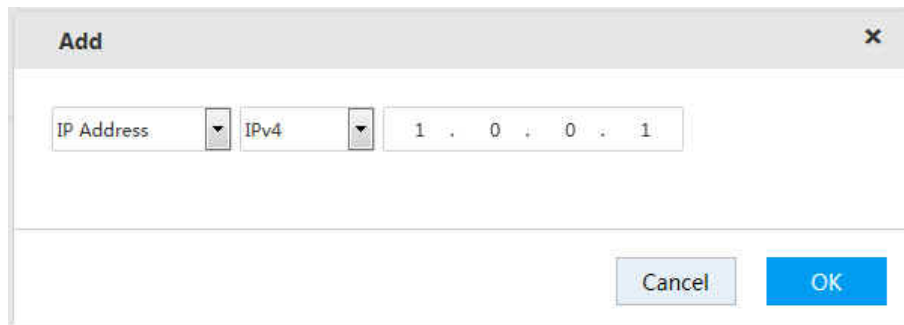 Add ×
IP Address IPv4 1 . 0 . 0 . 1
Cancel OK